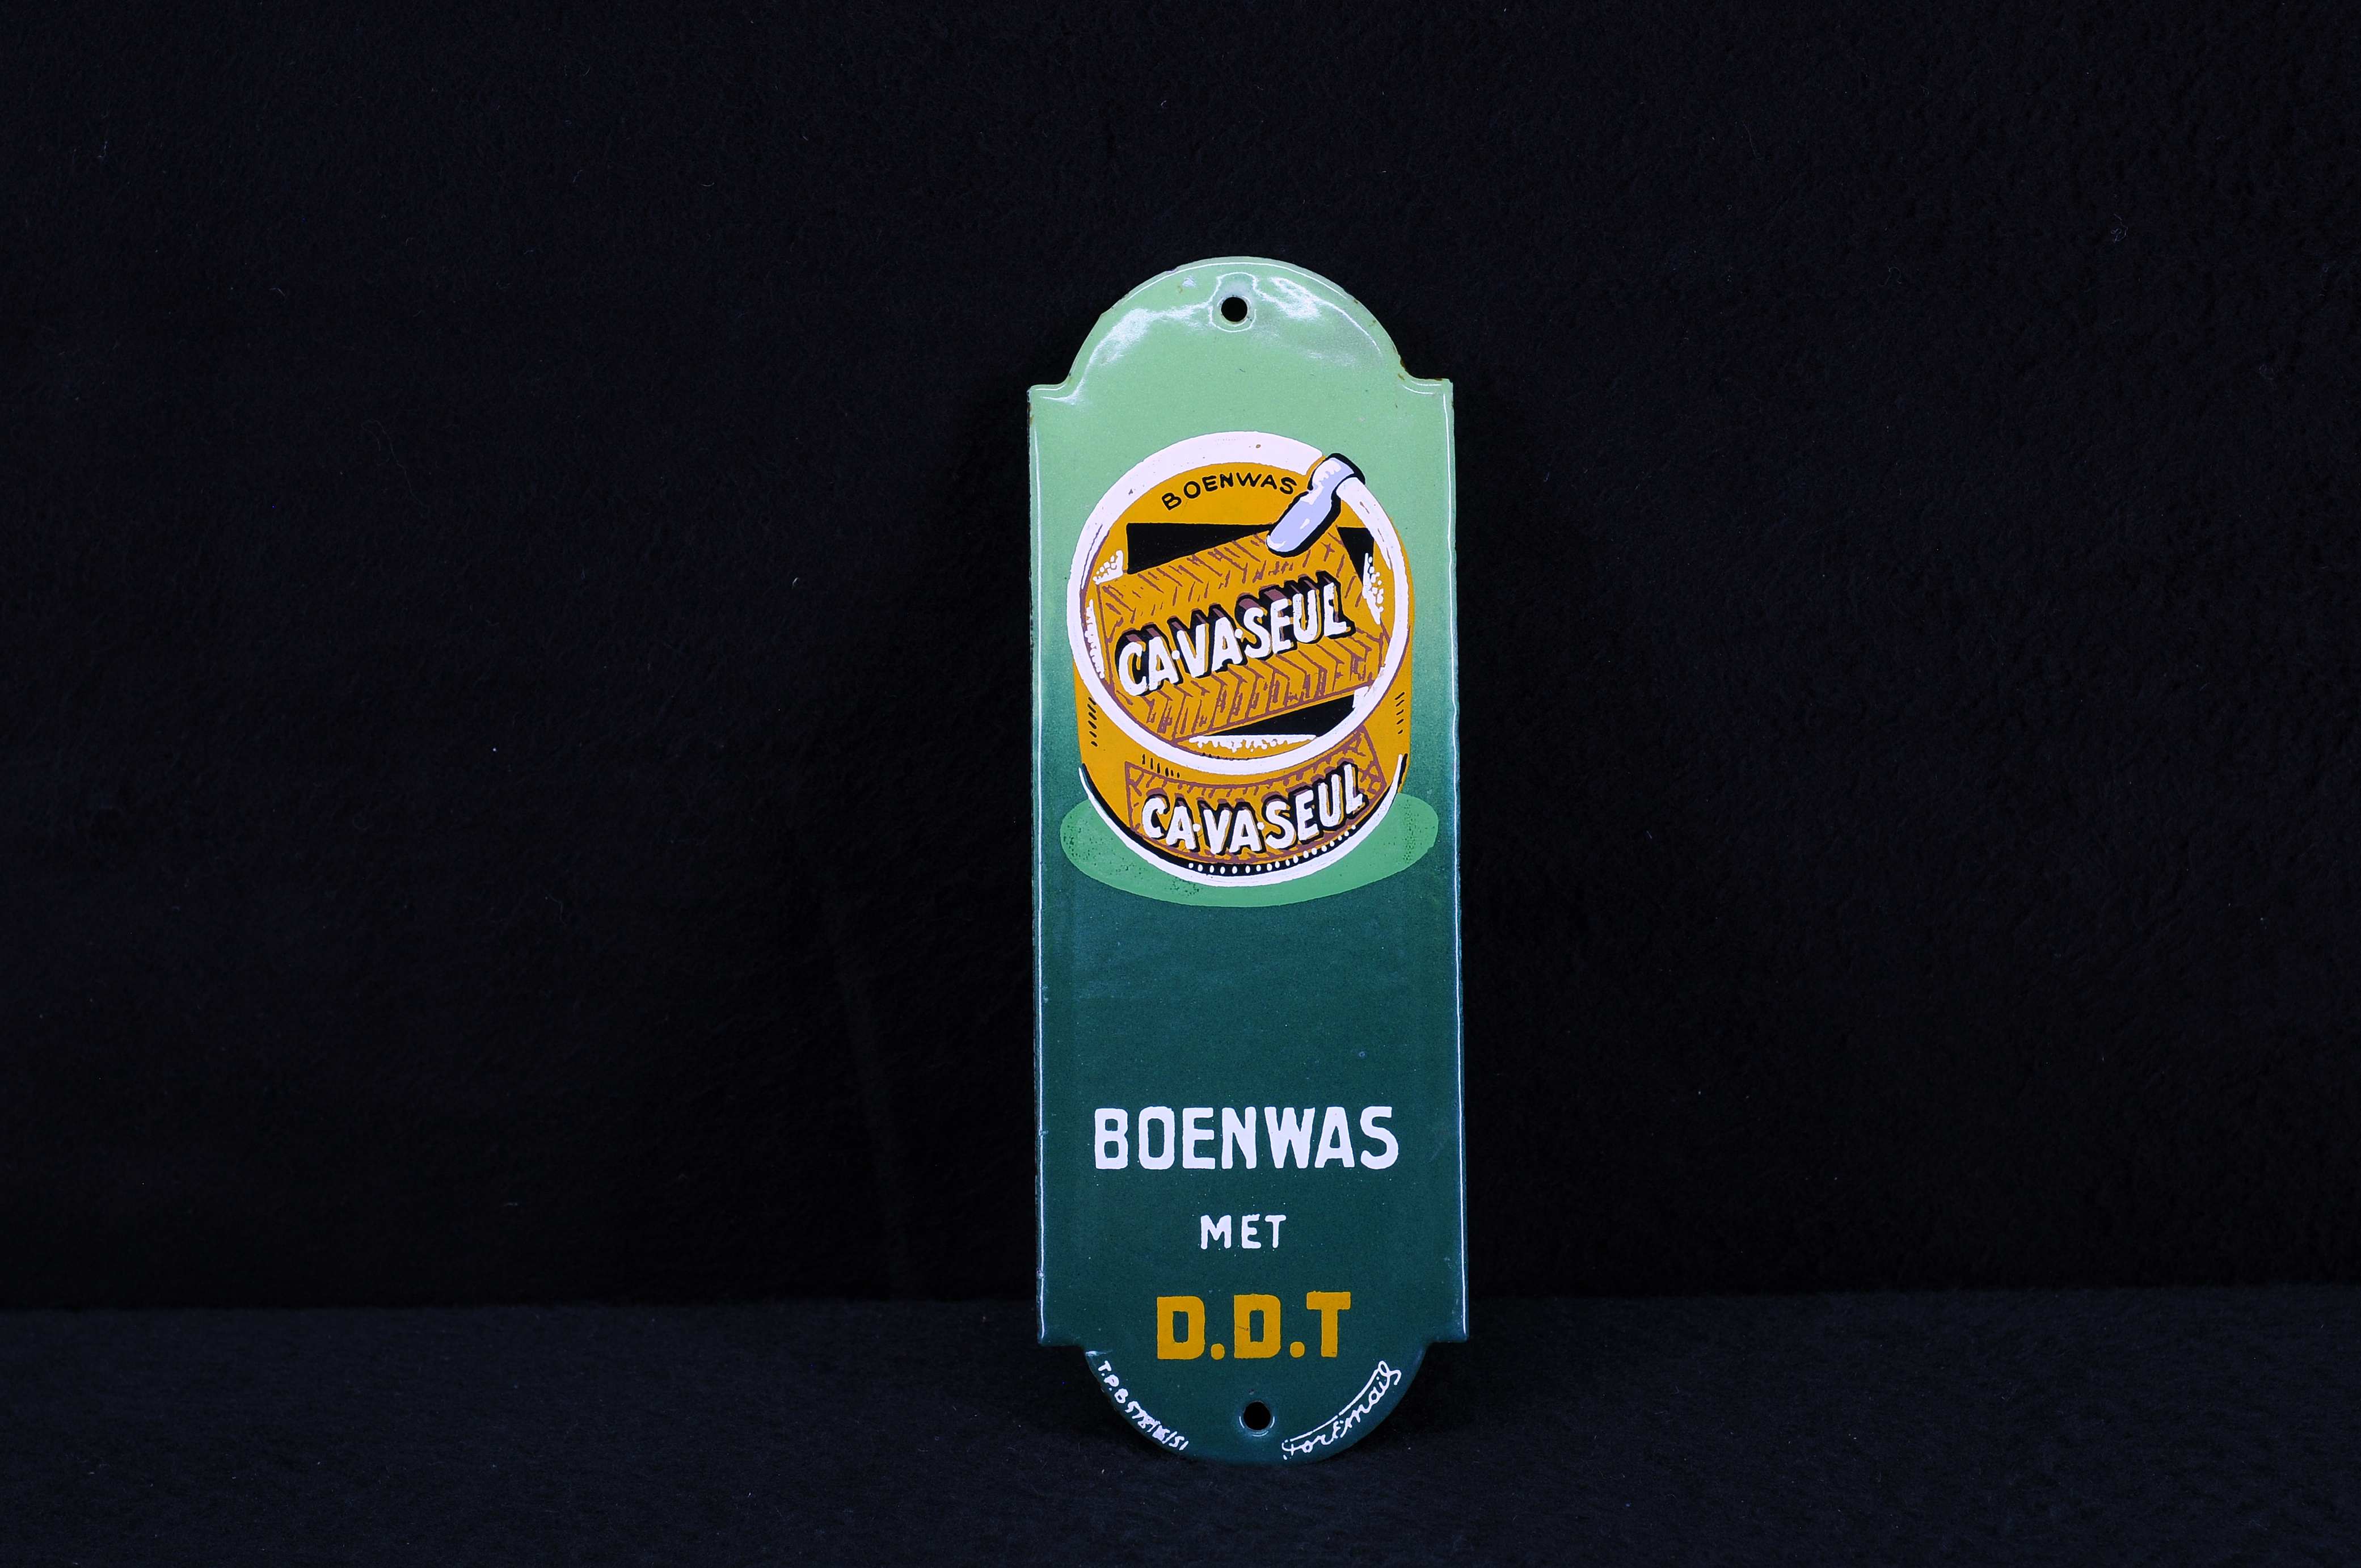 BOENWAS
CA·VA·SEUL
CA·VA·SEUL
BOENWAS
MET
D.D.T